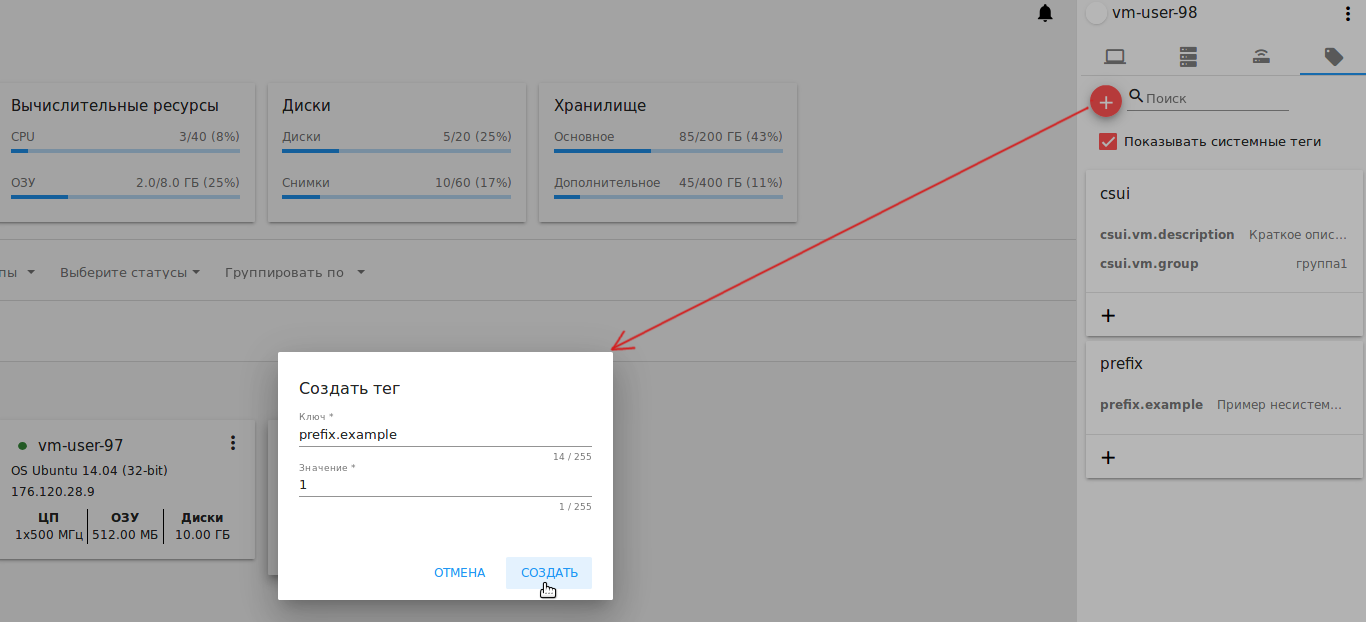 vm-user-98
Вычислительные ресурсы
CPU 3/40 (8%)
ОЗУ 2.0/8.0 ГБ (25%)
Диски
Диски 5/20 (25%)
Снимки 10/60 (17%)
Хранилище
Основное 85/200 ГБ (43%)
Дополнительное 45/400 ГБ (11%)
Поиск
Показывать системные теги
csui
csui.vm.description Краткое опис...
csui.vm.group группа1
+
prefix
prefix.example Пример несистем...
+
пы Выберите статусы Группировать по
Создать тег
Ключ *
prefix.example
14 / 255
Значение *
1
1 / 255
ОТМЕНА СОЗДАТЬ
vm-user-97
OS Ubuntu 14.04 (32-bit)
176.120.28.9
ЦП ОЗУ Диски
1x500 МГц 512.00 МБ 10.00 ГБ